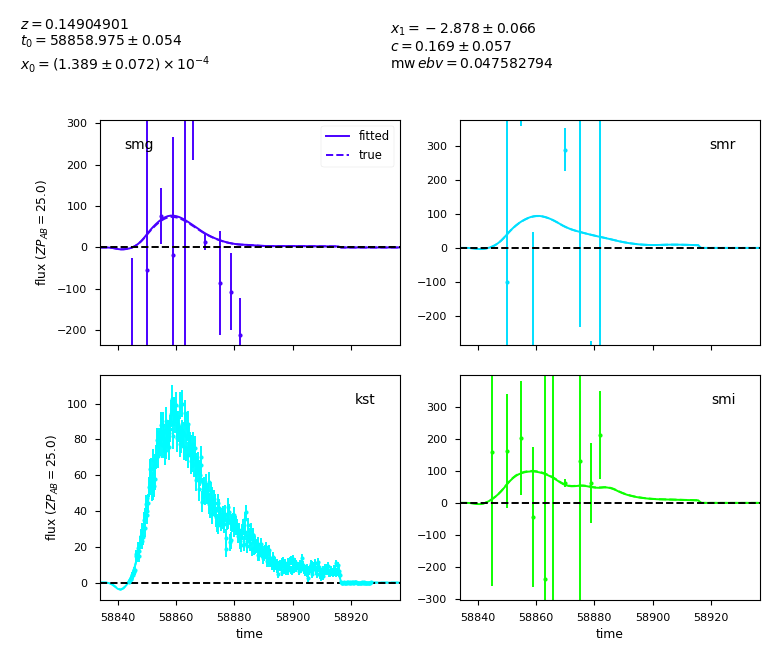 z = 0.14904901
t₀ = 58858.975 ± 0.054
x₀ = (1.389 ± 0.072) × 10⁻⁴
x₁ = −2.878 ± 0.066
c = 0.169 ± 0.057
mw ebv = 0.047582794
smg
fitted
true
300
200
100
0
−100
−200
flux (ZP_AB = 25.0)
smr
300
200
100
0
−100
−200
kst
100
80
60
40
20
0
flux (ZP_AB = 25.0)
58840 58860 58880 58900 58920
time
smi
300
200
100
0
−100
−200
−300
58840 58860 58880 58900 58920
time